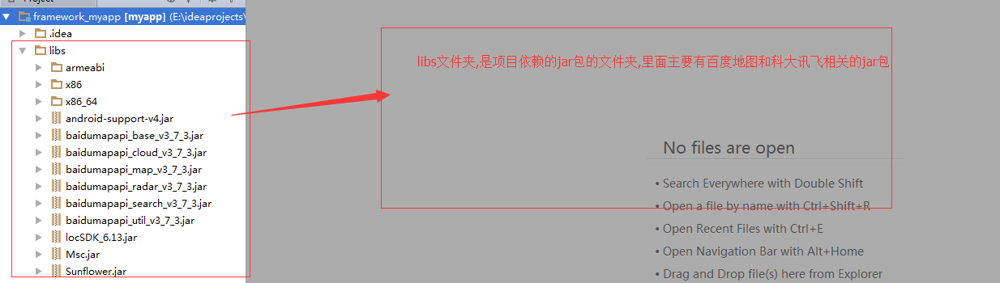 Project
framework_myapp [myapp] (E:\ideaprojects\
.idea
libs
armeabi
x86
x86_64
android-support-v4.jar
baidumapapi_base_v3_7_3.jar
baidumapapi_cloud_v3_7_3.jar
baidumapapi_map_v3_7_3.jar
baidumapapi_radar_v3_7_3.jar
baidumapapi_search_v3_7_3.jar
baidumapapi_util_v3_7_3.jar
locSDK_6.13.jar
Msc.jar
Sunflower.jar
libs文件夹,是项目依赖的jar包的文件夹,里面主要有百度地图和科大讯飞相关的jar包
No files are open
• Search Everywhere with Double Shift
• Open a file by name with Ctrl+Shift+R
• Open Recent Files with Ctrl+E
• Open Navigation Bar with Alt+Home
• Drag and Drop file(s) here from Explorer